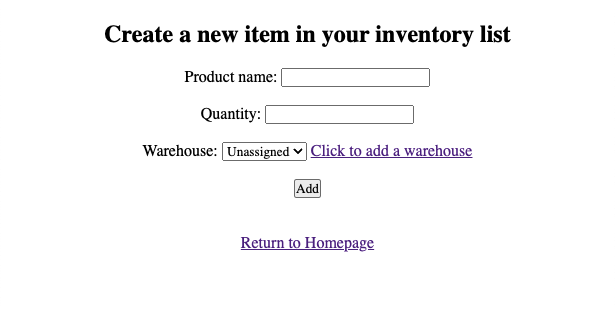 Create a new item in your inventory list
Product name:
Quantity:
Warehouse: Unassigned Click to add a warehouse
Add
Return to Homepage